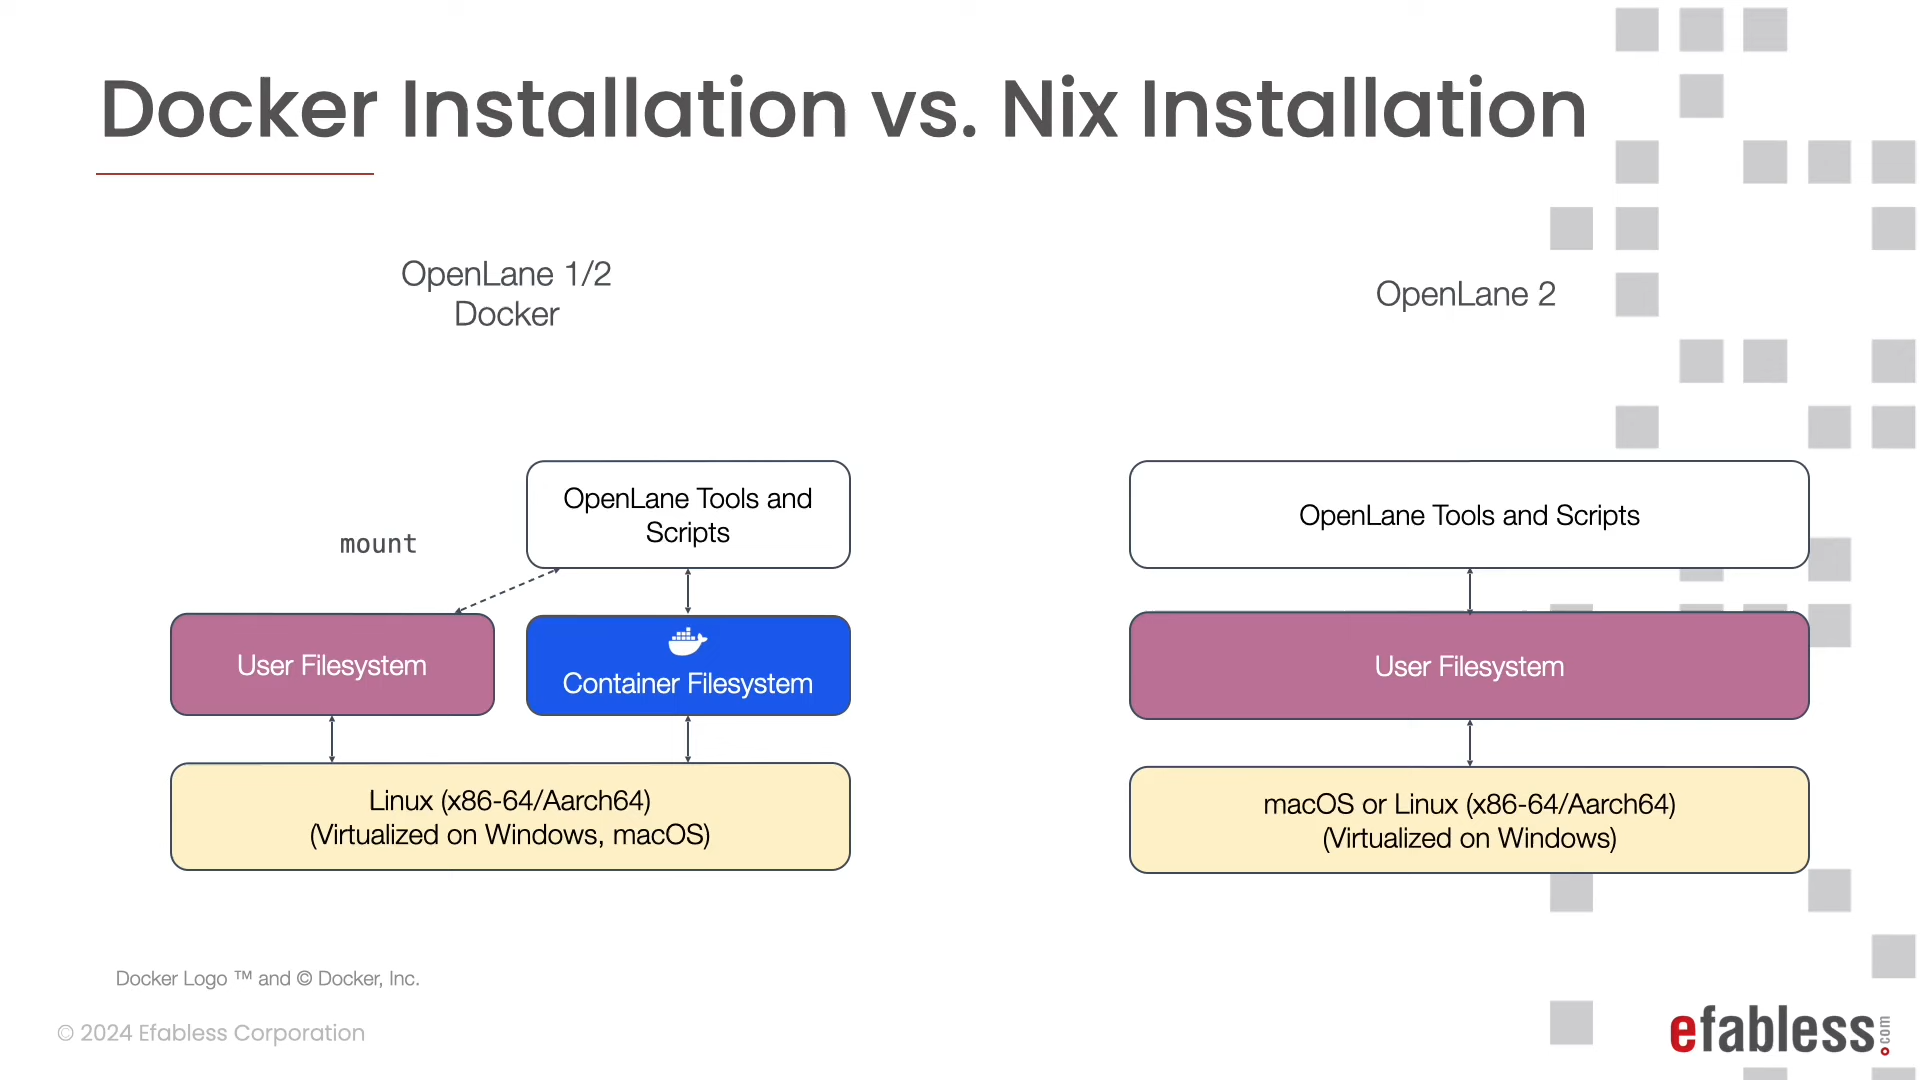 Docker Installation vs. Nix Installation
OpenLane 1/2
Docker
OpenLane 2
OpenLane Tools and
Scripts
mount
User Filesystem
Container Filesystem
Linux (x86-64/Aarch64)
(Virtualized on Windows, macOS)
OpenLane Tools and Scripts
User Filesystem
macOS or Linux (x86-64/Aarch64)
(Virtualized on Windows)
Docker Logo ™ and © Docker, Inc.
© 2024 Efabless Corporation
efabless.com